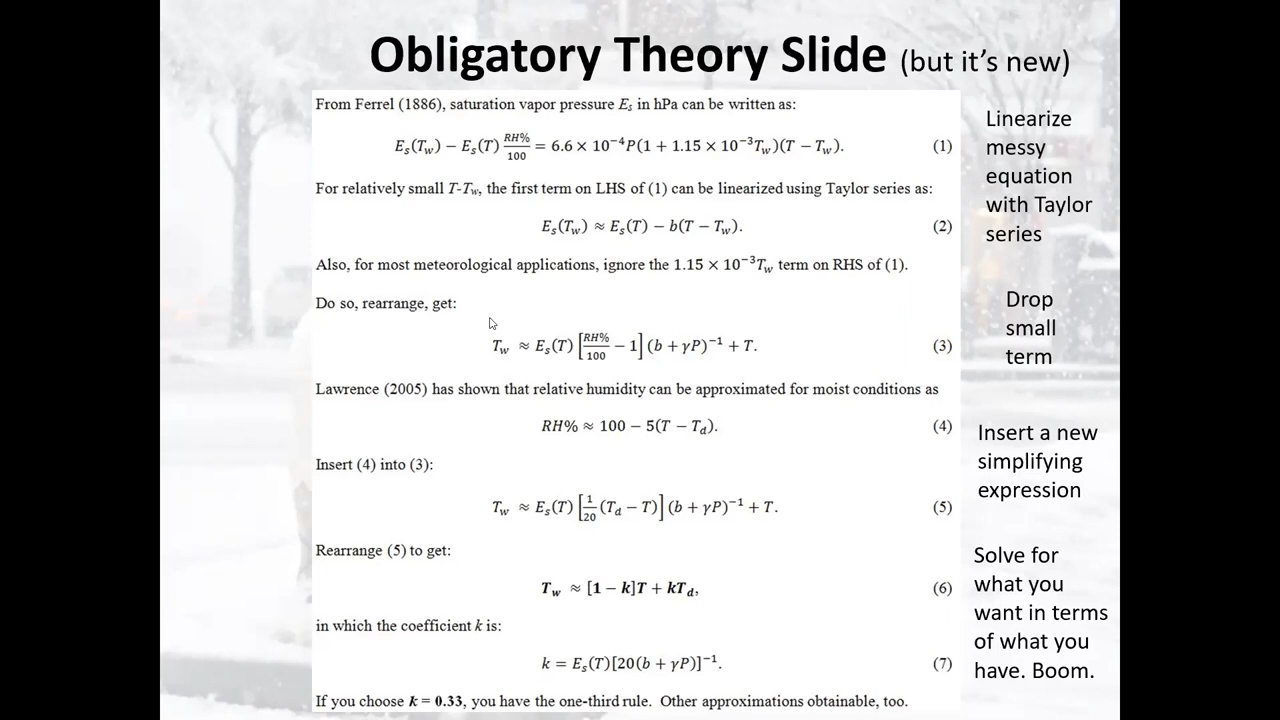 Obligatory Theory Slide (but it's new)
From Ferrel (1886), saturation vapor pressure Eₛ in hPa can be written as:
Eₛ(T_w) − Eₛ(T) RH%/100 = 6.6 × 10⁻⁴P(1 + 1.15 × 10⁻³T_w)(T − T_w). (1)
For relatively small T-T_w, the first term on LHS of (1) can be linearized using Taylor series as:
Eₛ(T_w) ≈ Eₛ(T) − b(T − T_w). (2)
Also, for most meteorological applications, ignore the 1.15 × 10⁻³T_w term on RHS of (1).
Do so, rearrange, get:
T_w ≈ Eₛ(T) [RH%/100 − 1] (b + γP)⁻¹ + T. (3)
Lawrence (2005) has shown that relative humidity can be approximated for moist conditions as
RH% ≈ 100 − 5(T − T_d). (4)
Insert (4) into (3):
T_w ≈ Eₛ(T) [1/20 (T_d − T)] (b + γP)⁻¹ + T. (5)
Rearrange (5) to get:
T_w ≈ [1 − k]T + kT_d, (6)
in which the coefficient k is:
k = Eₛ(T)[20(b + γP)]⁻¹. (7)
If you choose k = 0.33, you have the one-third rule. Other approximations obtainable, too.
Linearize
messy
equation
with Taylor
series
Drop
small
term
Insert a new
simplifying
expression
Solve for
what you
want in terms
of what you
have. Boom.